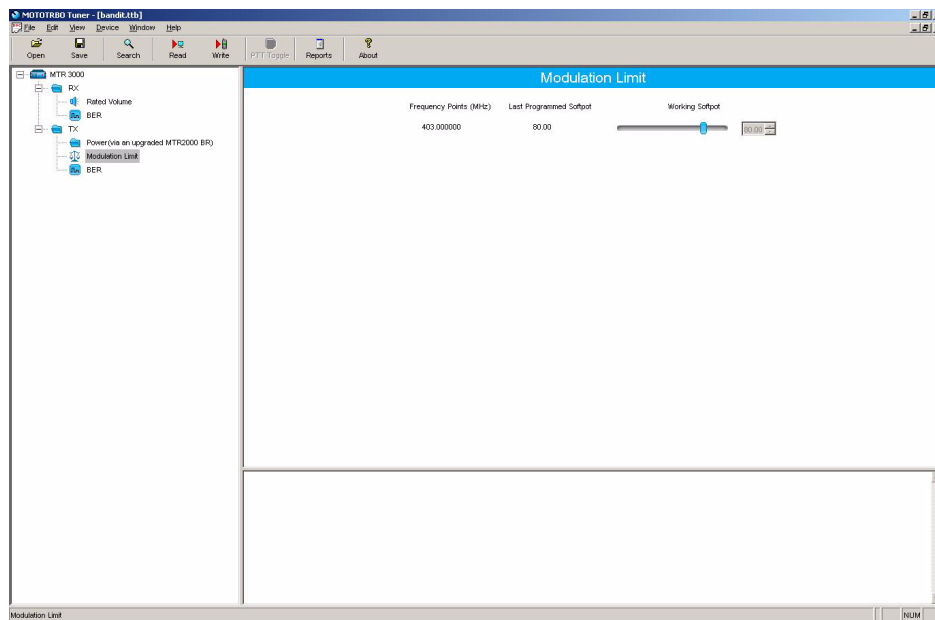 MOTOTRBO Tuner - [bandit.ttb]
File Edit View Device Window Help
Open Save Search Read Write PTT Toggle Reports About
MTR 3000
RX
Rated Volume
BER
TX
Power(via an upgraded MTR2000 BR)
Modulation Limit
BER
Modulation Limit
Frequency Points (MHz) Last Programmed Softpot Working Softpot
403.000000 80.00 80.00
Modulation Limit NUM